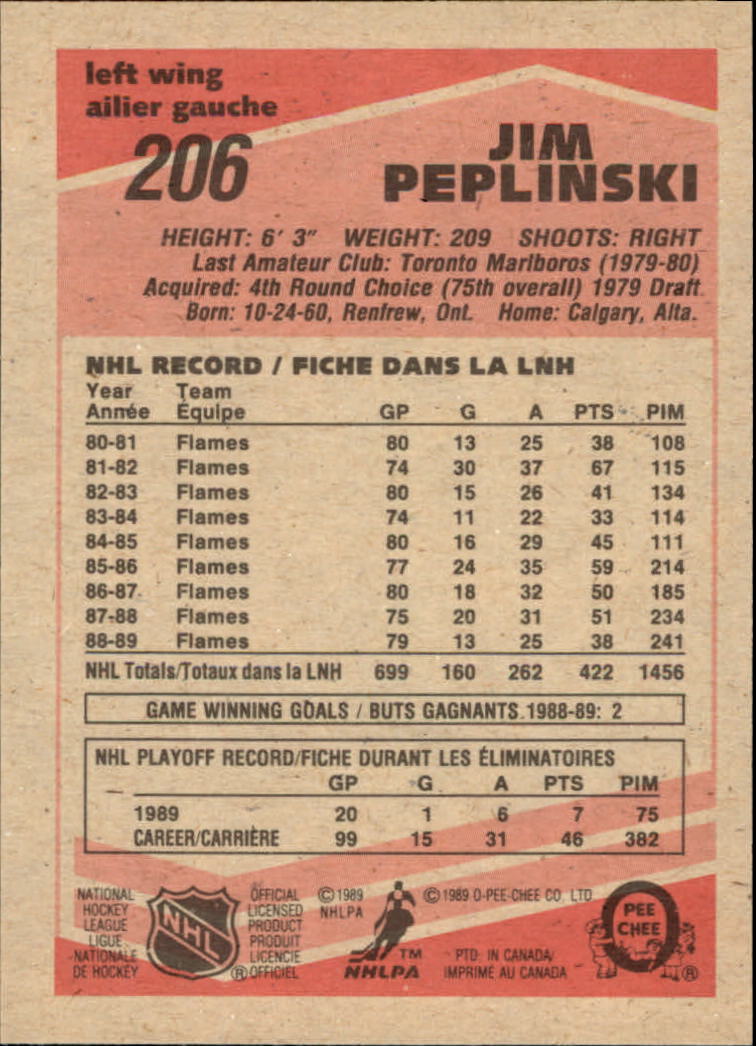 left wing
ailier gauche
206
JIM
PEPLINSKI
HEIGHT: 6' 3" WEIGHT: 209 SHOOTS: RIGHT
Last Amateur Club: Toronto Marlboros (1979-80)
Acquired: 4th Round Choice (75th overall) 1979 Draft
Born: 10-24-60, Renfrew, Ont. Home: Calgary, Alta.
NHL RECORD / FICHE DANS LA LNH
Year Team
Année Équipe GP G A PTS PIM
80-81 Flames 80 13 25 38 108
81-82 Flames 74 30 37 67 115
82-83 Flames 80 15 26 41 134
83-84 Flames 74 11 22 33 114
84-85 Flames 80 16 29 45 111
85-86 Flames 77 24 35 59 214
86-87 Flames 80 18 32 50 185
87-88 Flames 75 20 31 51 234
88-89 Flames 79 13 25 38 241
NHL Totals/Totaux dans la LNH 699 160 262 422 1456
GAME WINNING GOALS / BUTS GAGNANTS 1988-89: 2
NHL PLAYOFF RECORD/FICHE DURANT LES ÉLIMINATOIRES
GP G A PTS PIM
1989 20 1 6 7 75
CAREER/CARRIÈRE 99 15 31 46 382
NATIONAL
HOCKEY
LEAGUE
LIGUE
NATIONALE
DE HOCKEY
NHL
OFFICIAL
LICENSED
PRODUCT
PRODUIT
LICENCIE
® OFFICIEL
© 1989
NHLPA
TM
NHLPA
© 1989 O-PEE-CHEE CO. LTD
PTD. IN CANADA/
IMPRIME AU CANADA
PEE
CHEE
®